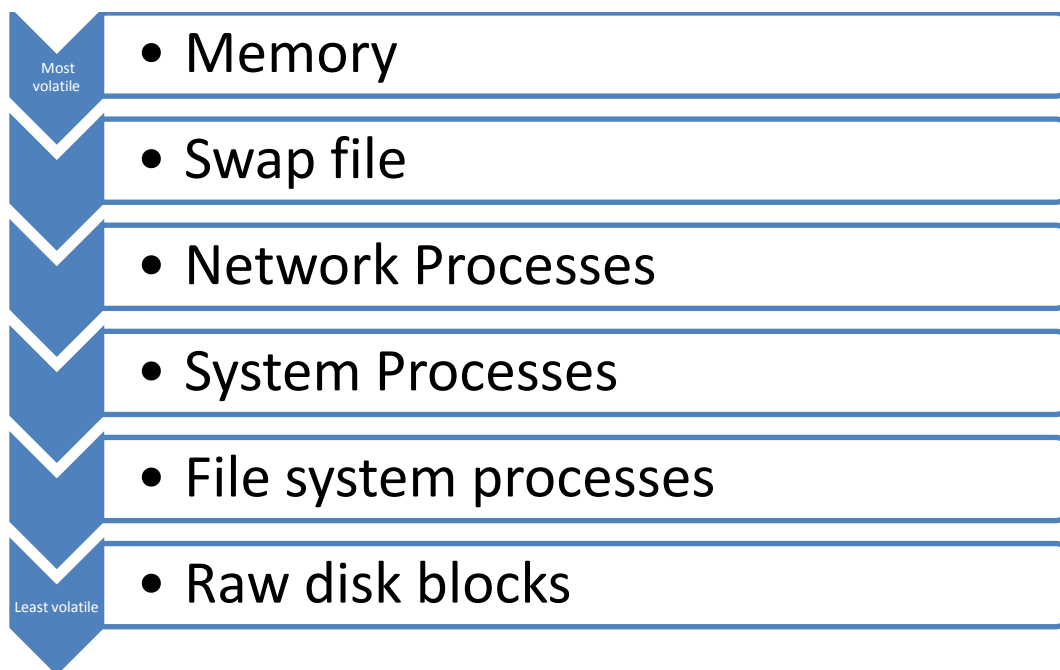 Most
volatile
• Memory
• Swap file
• Network Processes
• System Processes
• File system processes
• Raw disk blocks
Least volatile